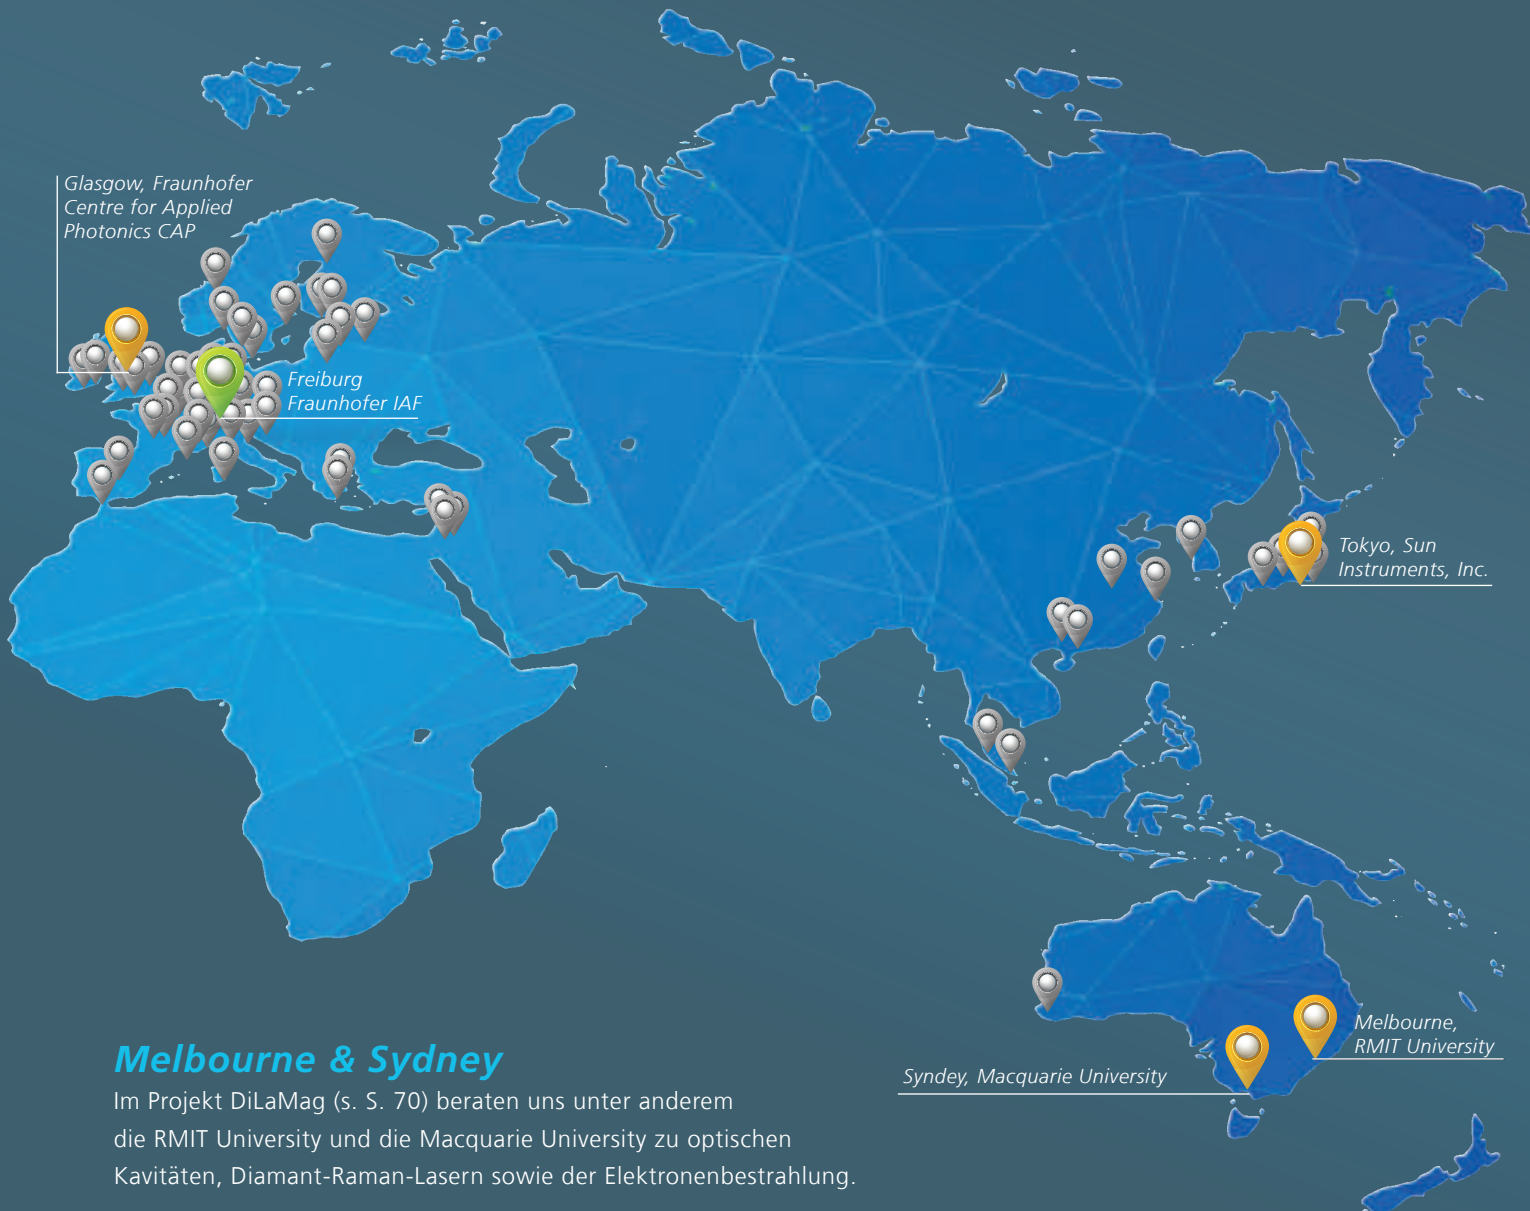 Glasgow, Fraunhofer
Centre for Applied
Photonics CAP
Freiburg
Fraunhofer IAF
Tokyo, Sun
Instruments, Inc.
Melbourne,
RMIT University
Syndey, Macquarie University
Melbourne & Sydney
Im Projekt DiLaMag (s. S. 70) beraten uns unter anderem
die RMIT University und die Macquarie University zu optischen
Kavitäten, Diamant-Raman-Lasern sowie der Elektronenbestrahlung.